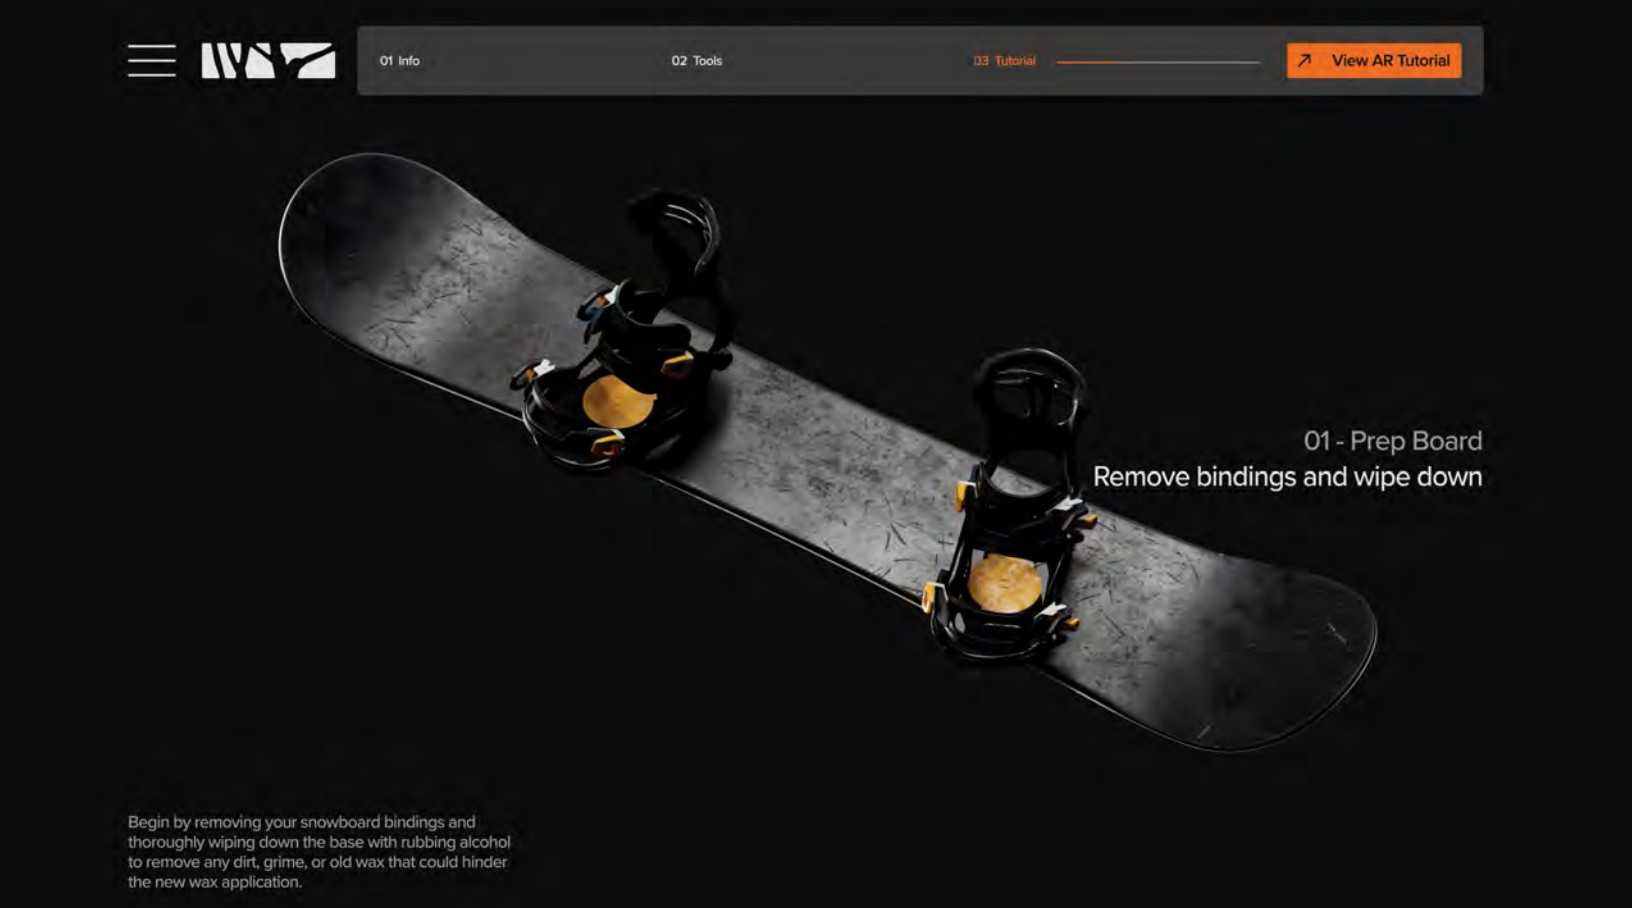 01 Info
02 Tools
03 Tutorial
View AR Tutorial
01 - Prep Board
Remove bindings and wipe down
Begin by removing your snowboard bindings and
thoroughly wiping down the base with rubbing alcohol
to remove any dirt, grime, or old wax that could hinder
the new wax application.